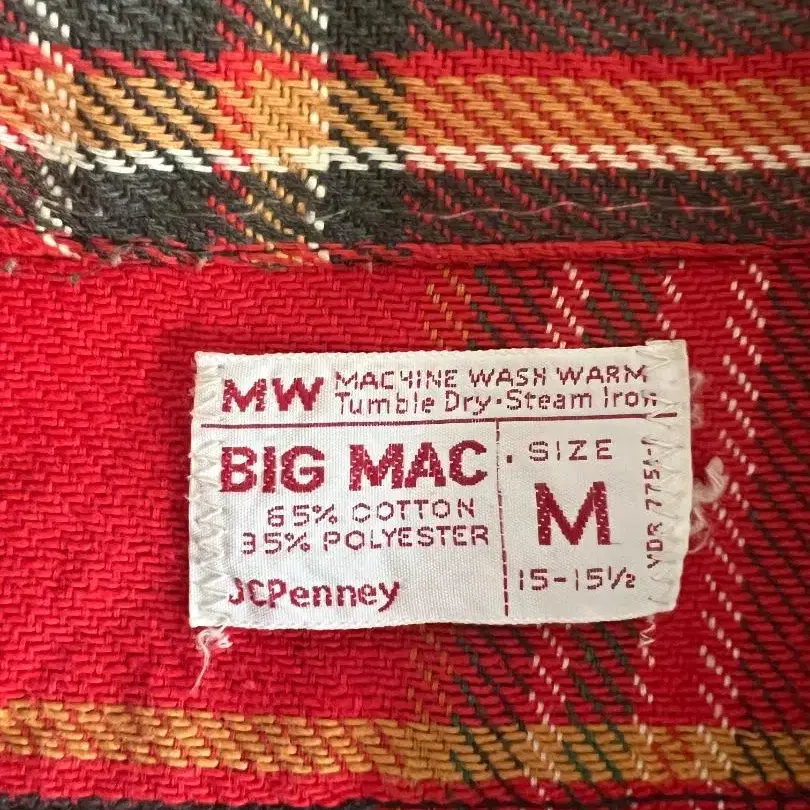 MW MACHINE WASH WARM
Tumble Dry·Steam Iron
BIG MAC
65% COTTON
35% POLYESTER
JCPenney
SIZE
M
15-15½